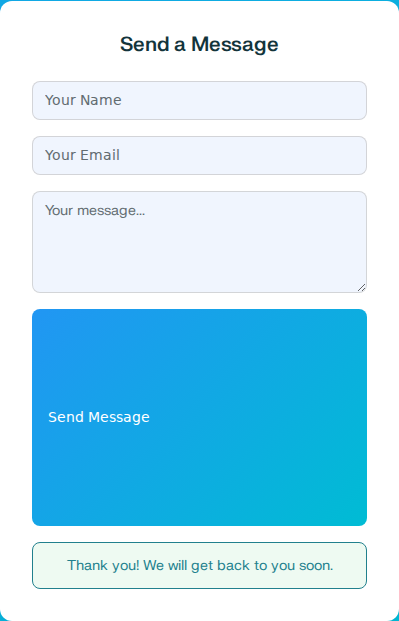 Send a Message
Your Name
Your Email
Your message...
Send Message
Thank you! We will get back to you soon.